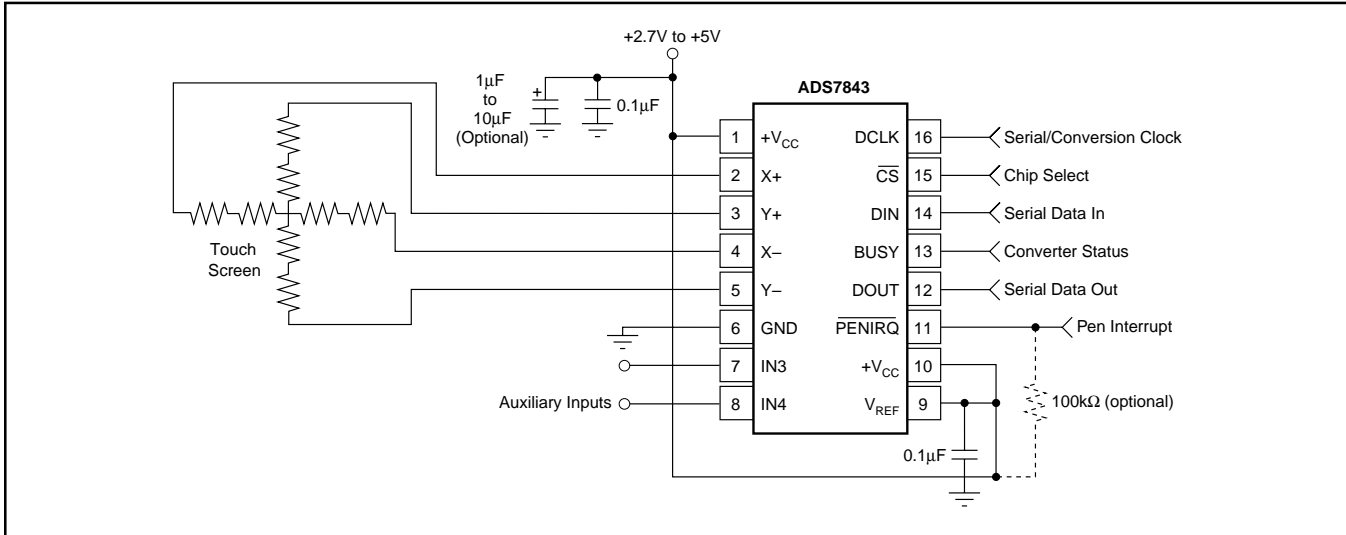 +2.7V to +5V
1µF
to
10µF
(Optional)
+
0.1µF
ADS7843
1 +VCC DCLK 16 Serial/Conversion Clock
2 X+ CS 15 Chip Select
3 Y+ DIN 14 Serial Data In
4 X– BUSY 13 Converter Status
5 Y– DOUT 12 Serial Data Out
6 GND PENIRQ 11 Pen Interrupt
7 IN3 +VCC 10
Auxiliary Inputs 8 IN4 VREF 9
Touch
Screen
100kΩ (optional)
0.1µF